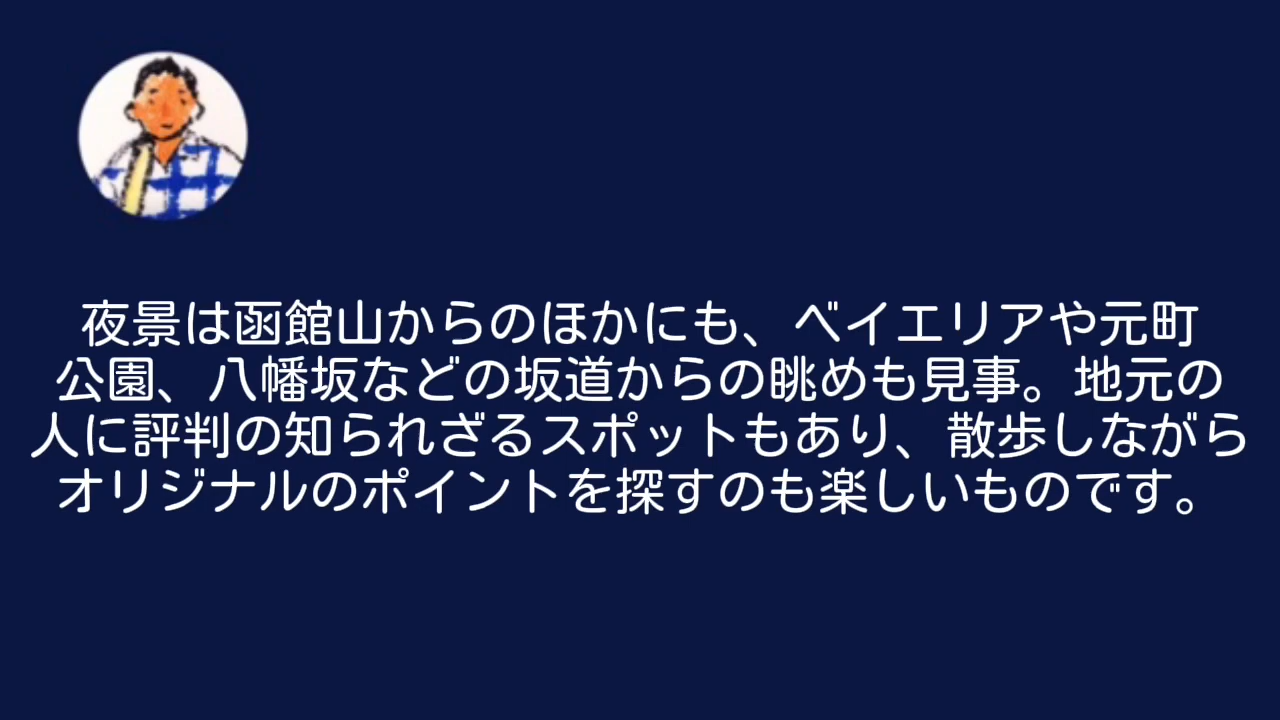 夜景は函館山からのほかにも、ベイエリアや元町
公園、八幡坂などの坂道からの眺めも見事。地元の
人に評判の知られざるスポットもあり、散歩しながら
オリジナルのポイントを探すのも楽しいものです。